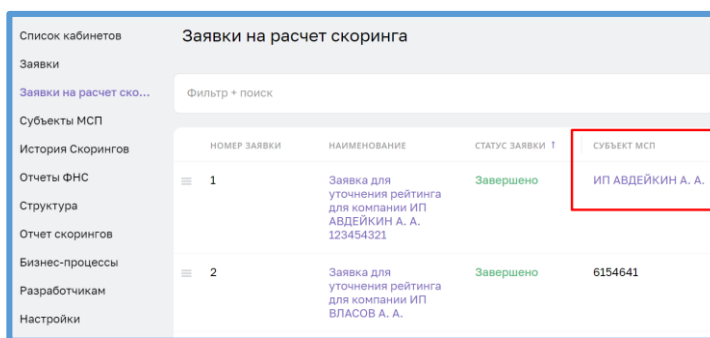 Список кабинетов
Заявки
Заявки на расчет ско...
Субъекты МСП
История Скорингов
Отчеты ФНС
Структура
Отчет скорингов
Бизнес-процессы
Разработчикам
Настройки
Заявки на расчет скоринга
Фильтр + поиск
НОМЕР ЗАЯВКИ НАИМЕНОВАНИЕ СТАТУС ЗАЯВКИ ↑ СУБЪЕКТ МСП
1 Заявка для Завершено ИП АВДЕЙКИН А. А.
уточнения рейтинга
для компании ИП
АВДЕЙКИН А. А.
123454321
2 Заявка для Завершено 6154641
уточнения рейтинга
для компании ИП
ВЛАСОВ А. А.